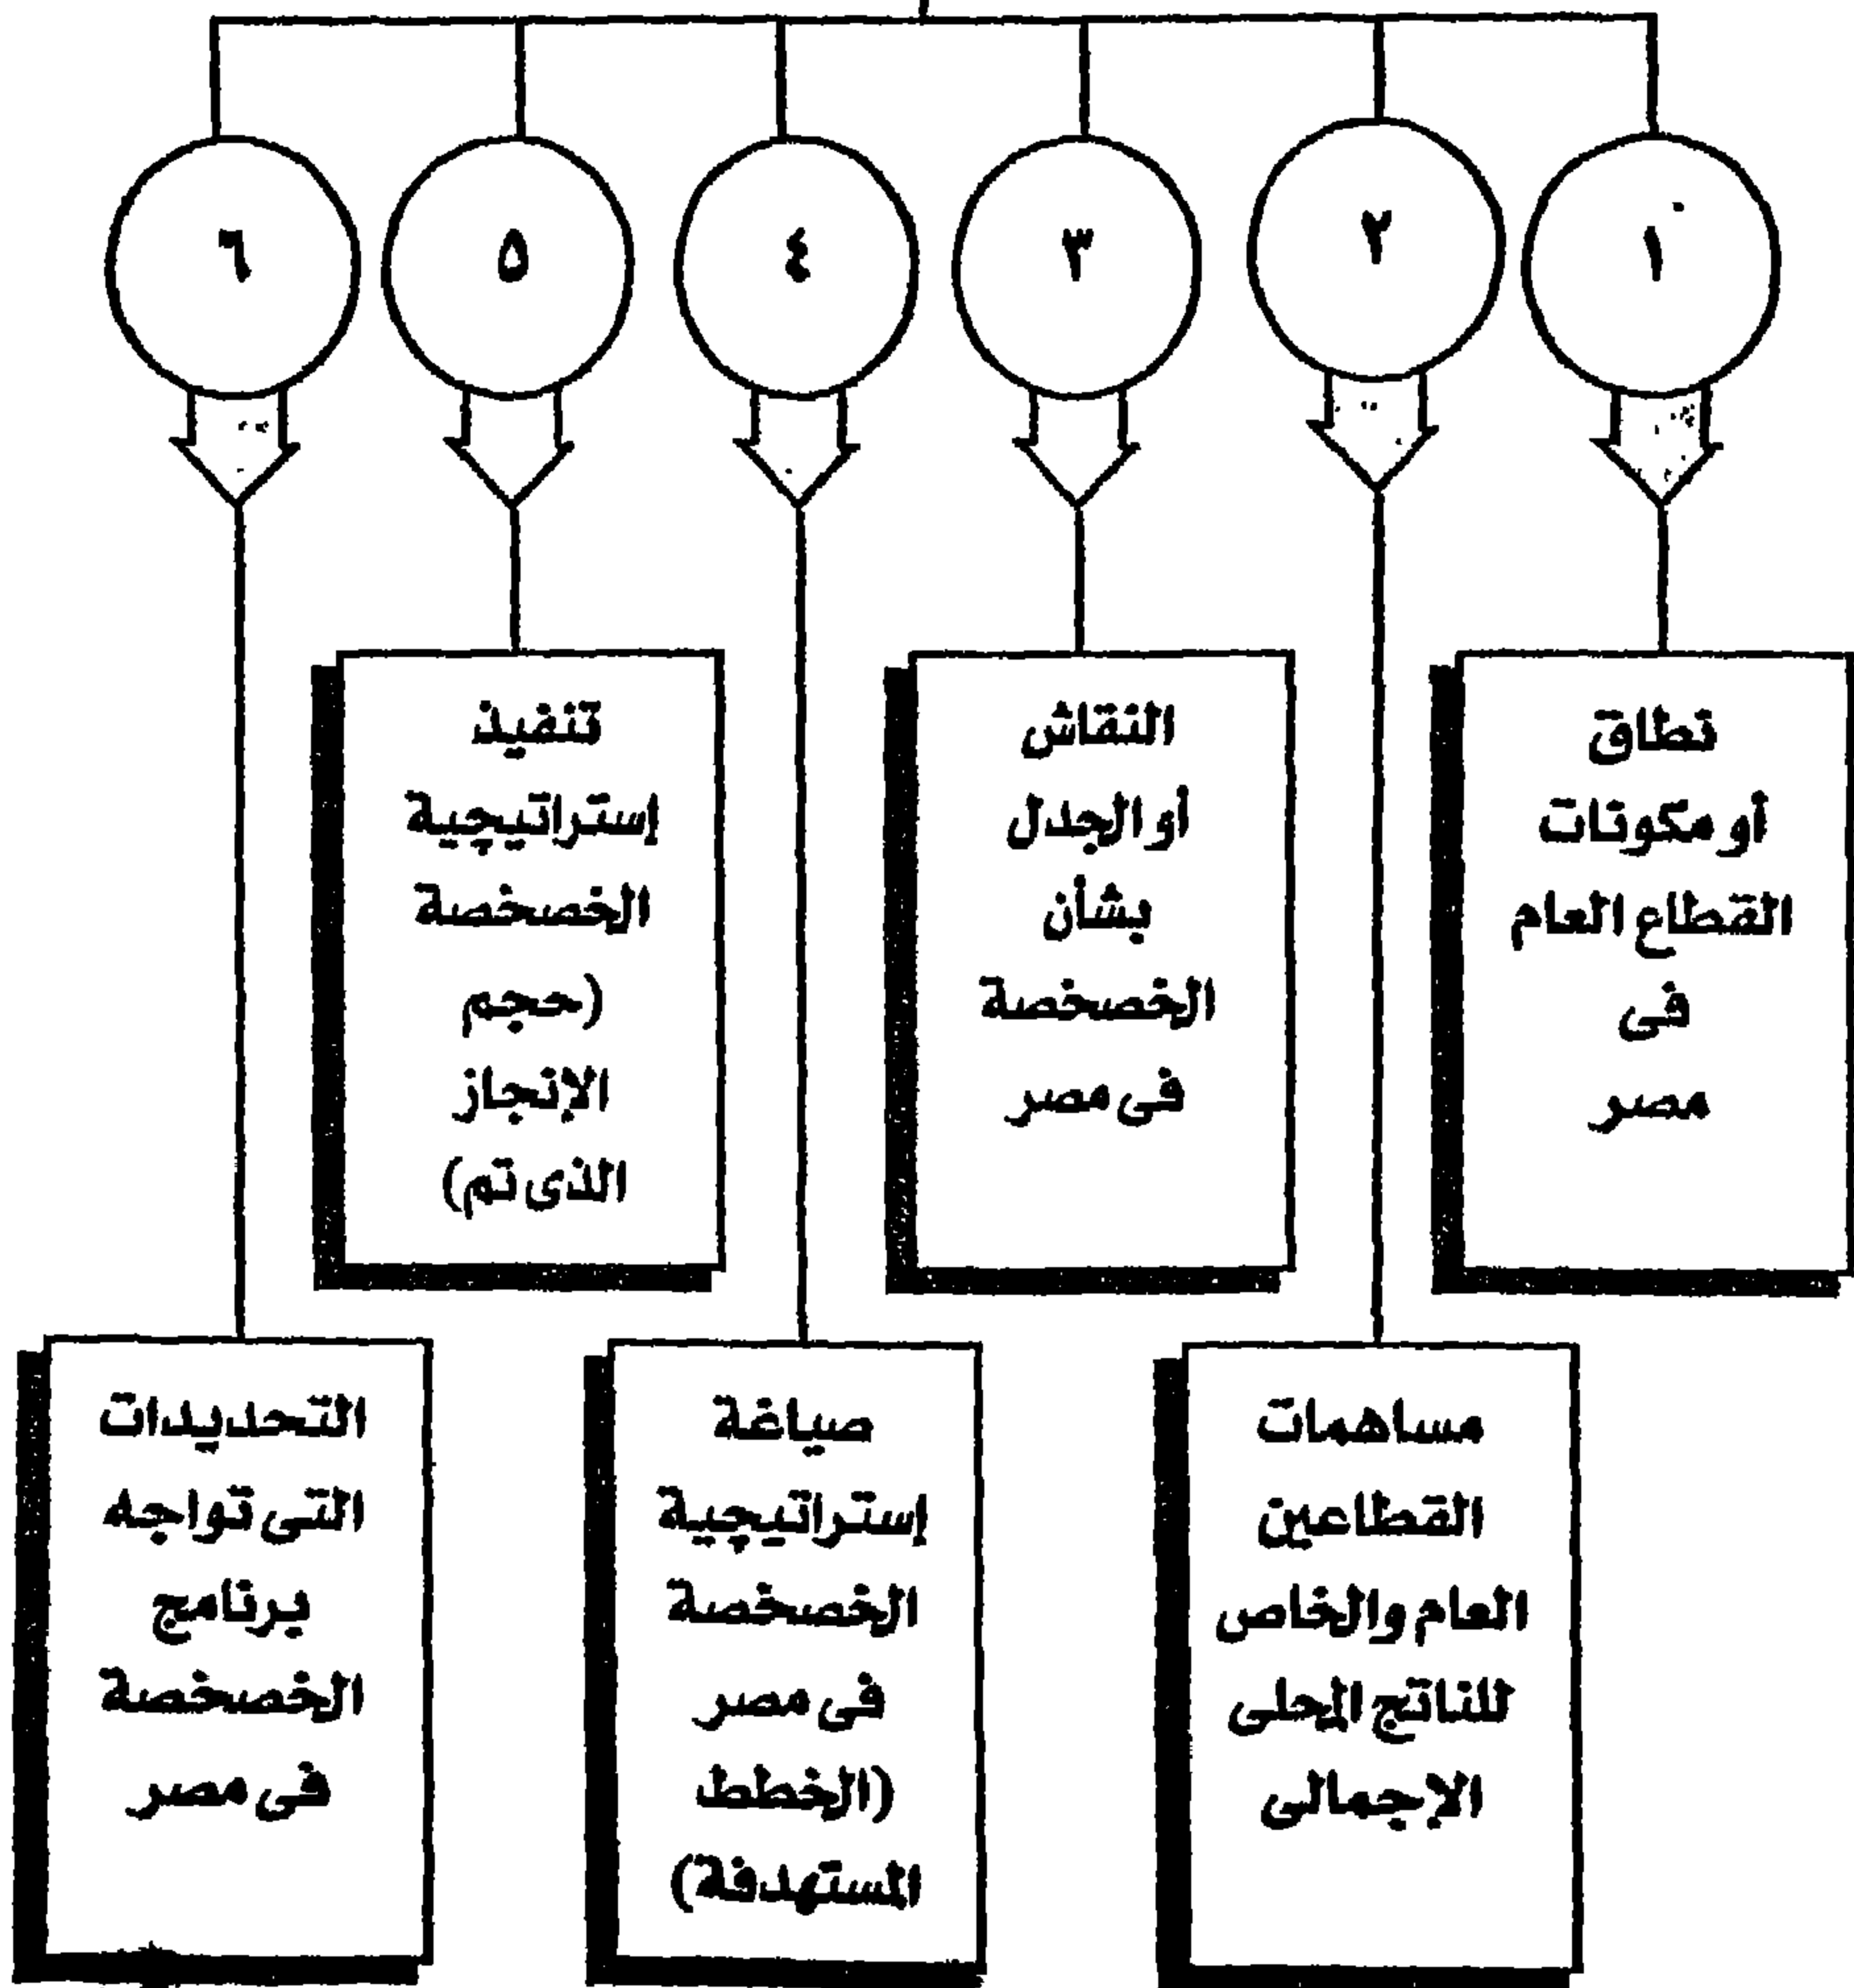 ١
٢
٣
٤
٥
٦
نطاق
أو مكونات
القطاع العام
فى
مصر
مساهمات
القطاعين
العام والخاص
للناتج المحلى
الإجمالى
النقاش
أو الجدل
بشأن
الخصخصة
فى مصر
صياغة
إستراتيجية
الخصخصة
فى مصر
(الخطط
المستهدفة)
تنفيذ
إستراتيجية
الخصخصة
(حجم
الإنجاز
الذى تم)
التحديدات
التى تواجه
برنامج
الخصخصة
فى مصر